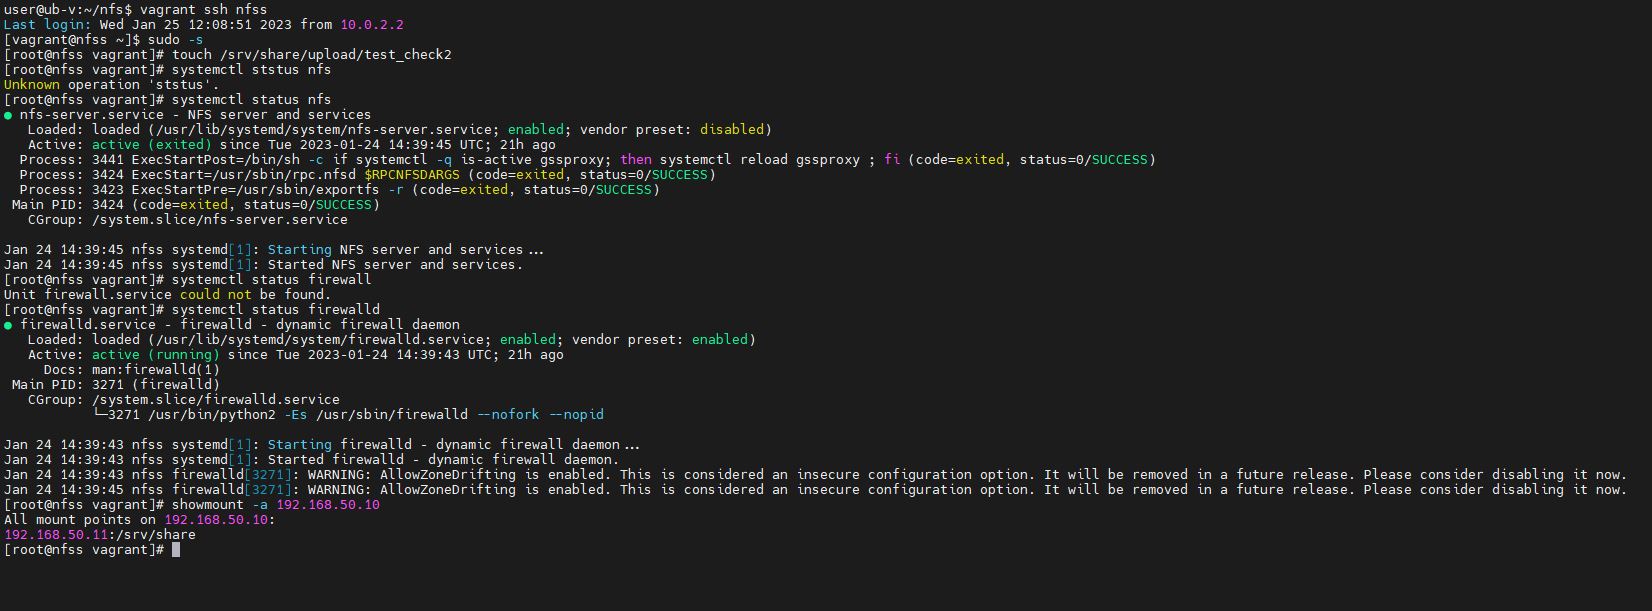 user@ub-v:~/nfs$ vagrant ssh nfss
Last login: Wed Jan 25 12:08:51 2023 from 10.0.2.2
[vagrant@nfss ~]$ sudo -s
[root@nfss vagrant]# touch /srv/share/upload/test_check2
[root@nfss vagrant]# systemctl ststus nfs
Unknown operation 'ststus'.
[root@nfss vagrant]# systemctl status nfs
● nfs-server.service - NFS server and services
   Loaded: loaded (/usr/lib/systemd/system/nfs-server.service; enabled; vendor preset: disabled)
   Active: active (exited) since Tue 2023-01-24 14:39:45 UTC; 21h ago
  Process: 3441 ExecStartPost=/bin/sh -c if systemctl -q is-active gssproxy; then systemctl reload gssproxy ; fi (code=exited, status=0/SUCCESS)
  Process: 3424 ExecStart=/usr/sbin/rpc.nfsd $RPCNFSDARGS (code=exited, status=0/SUCCESS)
  Process: 3423 ExecStartPre=/usr/sbin/exportfs -r (code=exited, status=0/SUCCESS)
 Main PID: 3424 (code=exited, status=0/SUCCESS)
   CGroup: /system.slice/nfs-server.service

Jan 24 14:39:45 nfss systemd[1]: Starting NFS server and services...
Jan 24 14:39:45 nfss systemd[1]: Started NFS server and services.
[root@nfss vagrant]# systemctl status firewall
Unit firewall.service could not be found.
[root@nfss vagrant]# systemctl status firewalld
● firewalld.service - firewalld - dynamic firewall daemon
   Loaded: loaded (/usr/lib/systemd/system/firewalld.service; enabled; vendor preset: enabled)
   Active: active (running) since Tue 2023-01-24 14:39:43 UTC; 21h ago
     Docs: man:firewalld(1)
 Main PID: 3271 (firewalld)
   CGroup: /system.slice/firewalld.service
           └─3271 /usr/bin/python2 -Es /usr/sbin/firewalld --nofork --nopid

Jan 24 14:39:43 nfss systemd[1]: Starting firewalld - dynamic firewall daemon...
Jan 24 14:39:43 nfss systemd[1]: Started firewalld - dynamic firewall daemon.
Jan 24 14:39:43 nfss firewalld[3271]: WARNING: AllowZoneDrifting is enabled. This is considered an insecure configuration option. It will be removed in a future release. Please consider disabling it now.
Jan 24 14:39:45 nfss firewalld[3271]: WARNING: AllowZoneDrifting is enabled. This is considered an insecure configuration option. It will be removed in a future release. Please consider disabling it now.
[root@nfss vagrant]# showmount -a 192.168.50.10
All mount points on 192.168.50.10:
192.168.50.11:/srv/share
[root@nfss vagrant]#